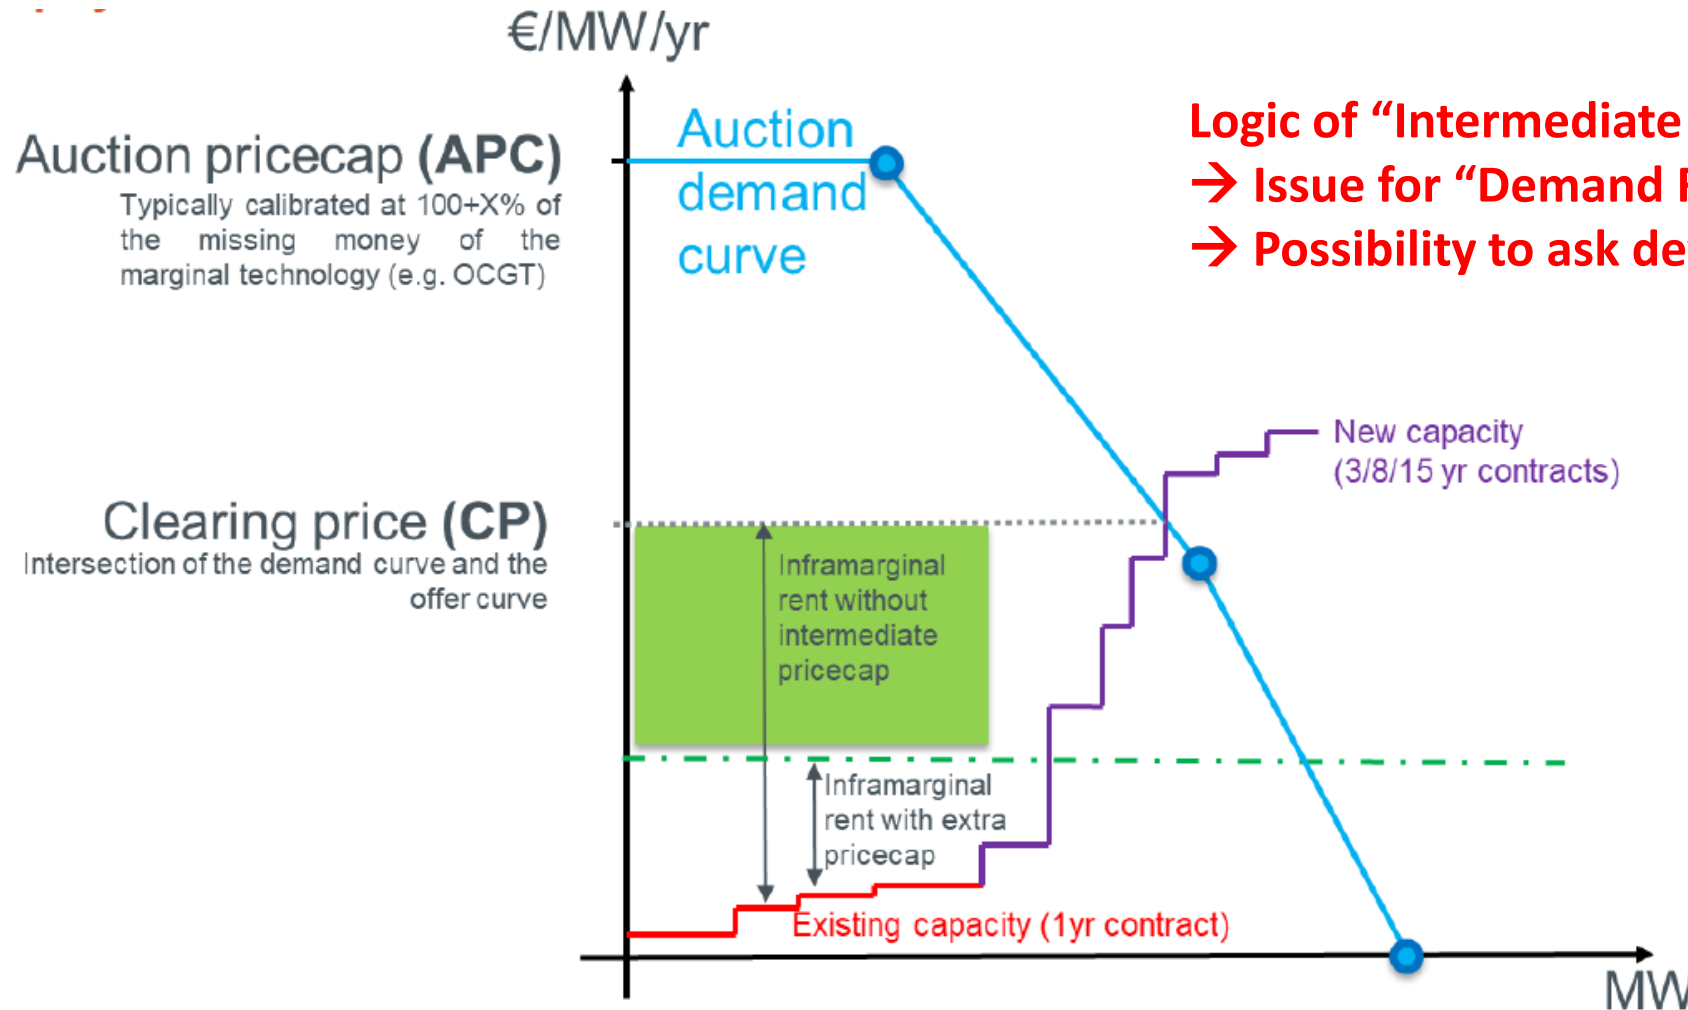 €/MW/yr
Auction pricecap (APC)
Typically calibrated at 100+X% of
the missing money of the
marginal technology (e.g. OCGT)
Auction
demand
curve
Logic of “Intermediate
→ Issue for “Demand
→ Possibility to ask
New capacity
(3/8/15 yr contracts)
Clearing price (CP)
Intersection of the demand curve and the
offer curve
Inframarginal
rent without
intermediate
pricecap
Inframarginal
rent with extra
pricecap
Existing capacity (1yr contract)
MW